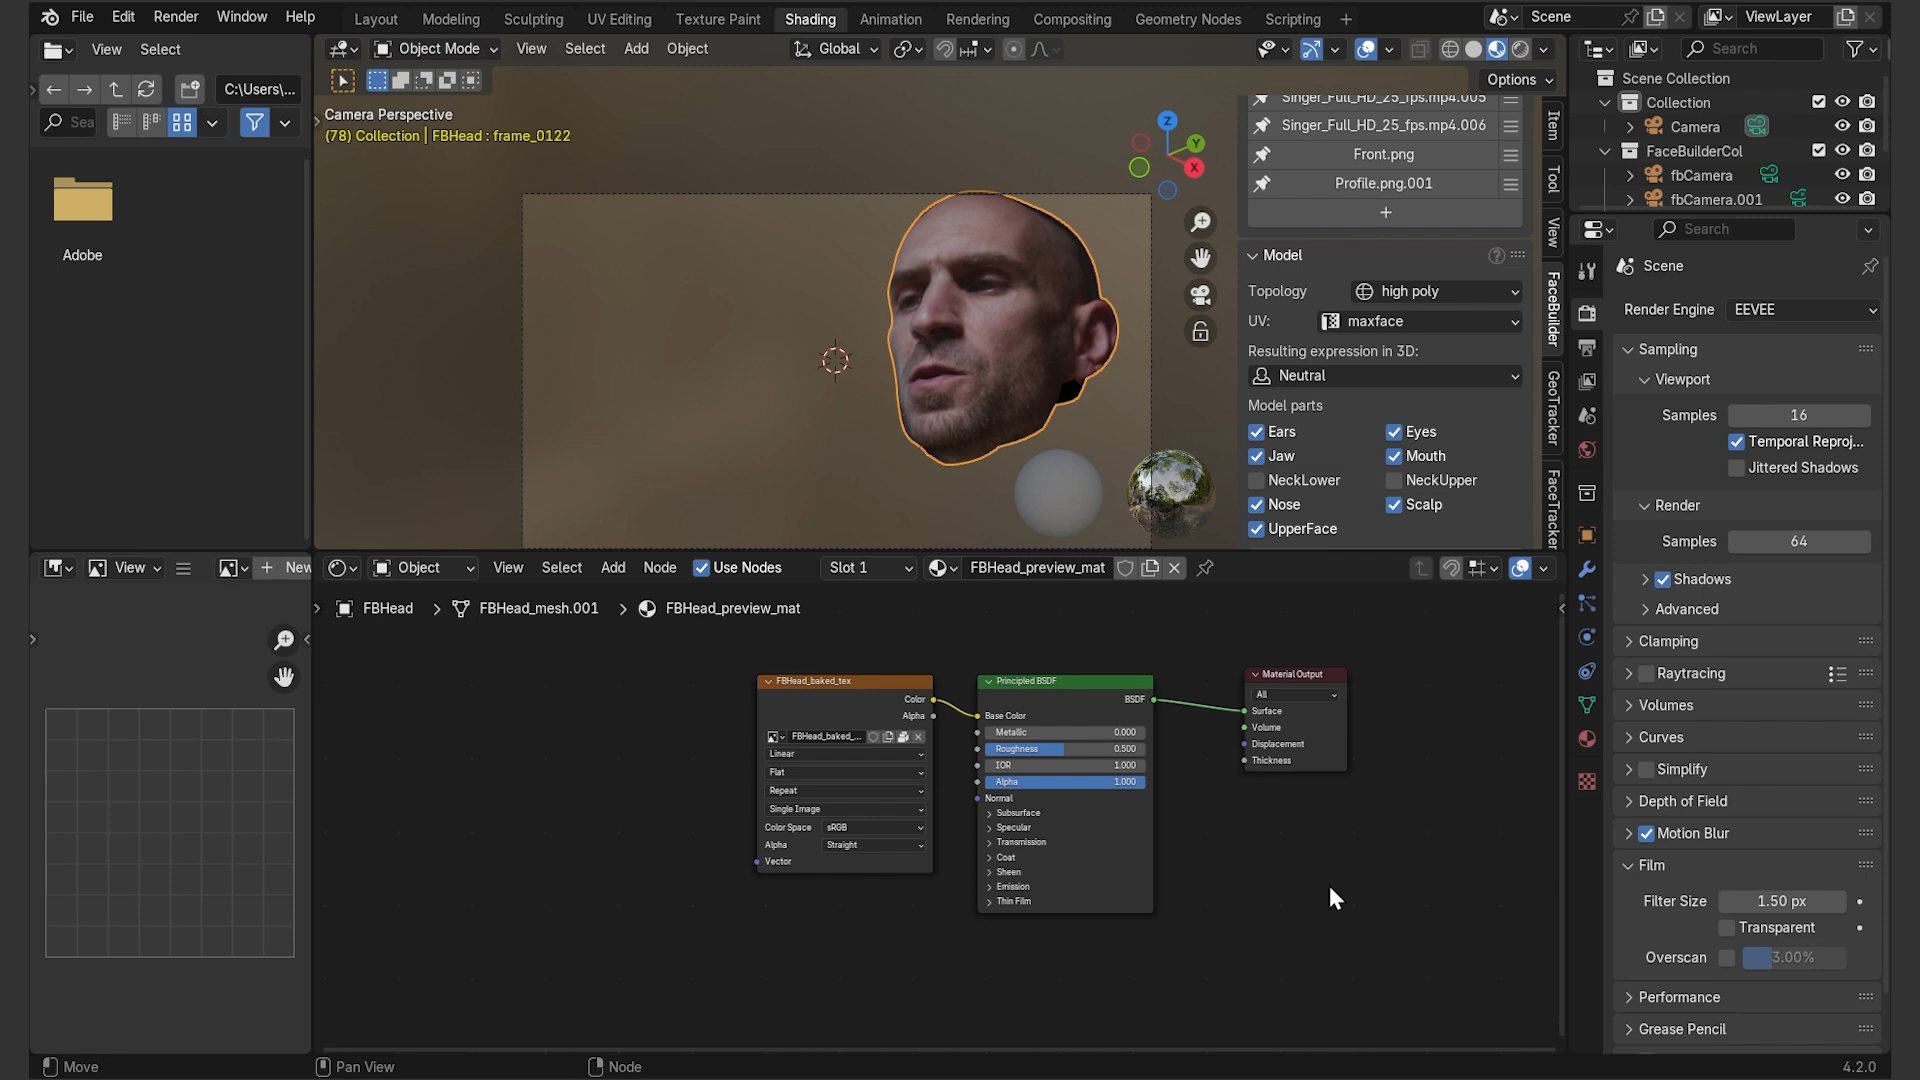 File Edit Render Window Help
Layout Modeling Sculpting UV Editing Texture Paint Shading Animation Rendering Compositing Geometry Nodes Scripting +
Scene
ViewLayer
View Select
Object Mode View Select Add Object
Global
Search
C:\Users\...
Sea
Options
Adobe
Camera Perspective
(78) Collection | FBHead : frame_0122
Z
Y
X
Singer_Full_HD_25_fps.mp4.005
Singer_Full_HD_25_fps.mp4.006
Front.png
Profile.png.001
+
Model
Topology high poly
UV: maxface
Resulting expression in 3D:
Neutral
Model parts
Ears Eyes
Jaw Mouth
NeckLower NeckUpper
Nose Scalp
UpperFace
Item
Tool
View
FaceBuilder
GeoTracker
FaceTracker
Scene Collection
Collection
Camera
FaceBuilderCol
fbCamera
fbCamera.001
Search
Scene
Render Engine EEVEE
Sampling
Viewport
Samples 16
Temporal Reproj...
Jittered Shadows
Render
Samples 64
Shadows
Advanced
Clamping
Raytracing
Volumes
Curves
Simplify
Depth of Field
Motion Blur
Film
Filter Size 1.50 px
Transparent
Overscan 3.00%
Performance
Grease Pencil
View + New
Object View Select Add Node Use Nodes Slot 1 FBHead_preview_mat
FBHead > FBHead_mesh.001 > FBHead_preview_mat
FBHead_baked_tex
Color
Alpha
FBHead_baked_...
Linear
Flat
Repeat
Single Image
Color Space sRGB
Alpha Straight
Vector
Principled BSDF
BSDF
Base Color
Metallic 0.000
Roughness 0.500
IOR 1.000
Alpha 1.000
Normal
Subsurface
Specular
Transmission
Coat
Sheen
Emission
Thin Film
Material Output
All
Surface
Volume
Displacement
Thickness
Move Pan View Node 4.2.0